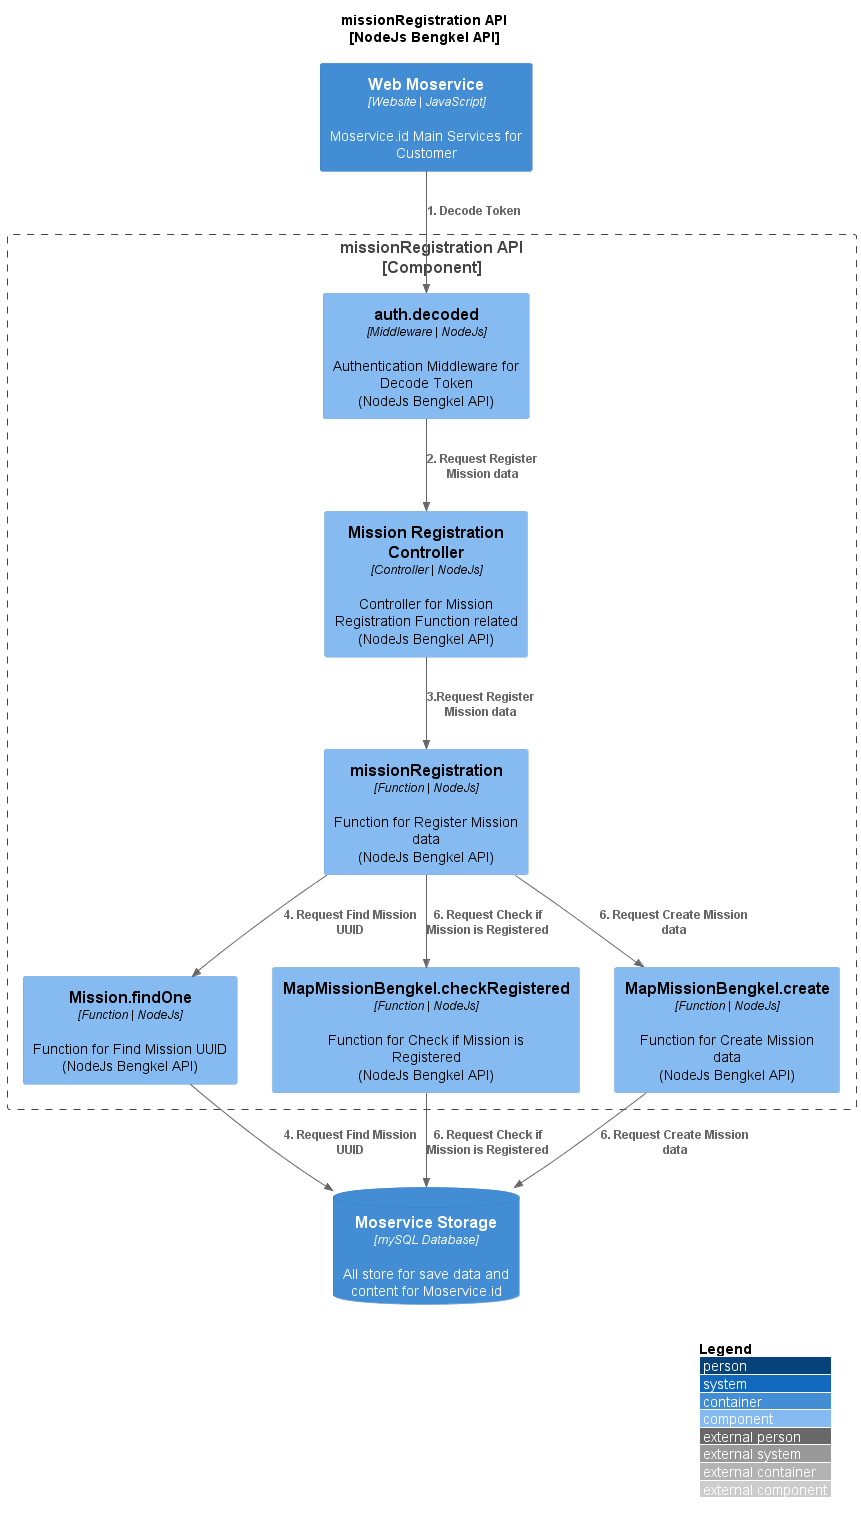 missionRegistration API
[NodeJs Bengkel API]
Web Moservice
[Website | JavaScript]
Moservice.id Main Services for
Customer
1. Decode Token
missionRegistration API
[Component]
auth.decoded
[Middleware | NodeJs]
Authentication Middleware for
Decode Token
(NodeJs Bengkel API)
2. Request Register
Mission data
Mission Registration
Controller
[Controller | NodeJs]
Controller for Mission
Registration Function related
(NodeJs Bengkel API)
3.Request Register
Mission data
missionRegistration
[Function | NodeJs]
Function for Register Mission
data
(NodeJs Bengkel API)
4. Request Find Mission
UUID
6. Request Check if
Mission is Registered
6. Request Create Mission
data
Mission.findOne
[Function | NodeJs]
Function for Find Mission UUID
(NodeJs Bengkel API)
MapMissionBengkel.checkRegistered
[Function | NodeJs]
Function for Check if Mission is
Registered
(NodeJs Bengkel API)
MapMissionBengkel.create
[Function | NodeJs]
Function for Create Mission
data
(NodeJs Bengkel API)
4. Request Find Mission
UUID
6. Request Check if
Mission is Registered
6. Request Create Mission
data
Moservice Storage
[mySQL Database]
All store for save data and
content for Moservice.id
Legend
person
system
container
component
external person
external system
external container
external component